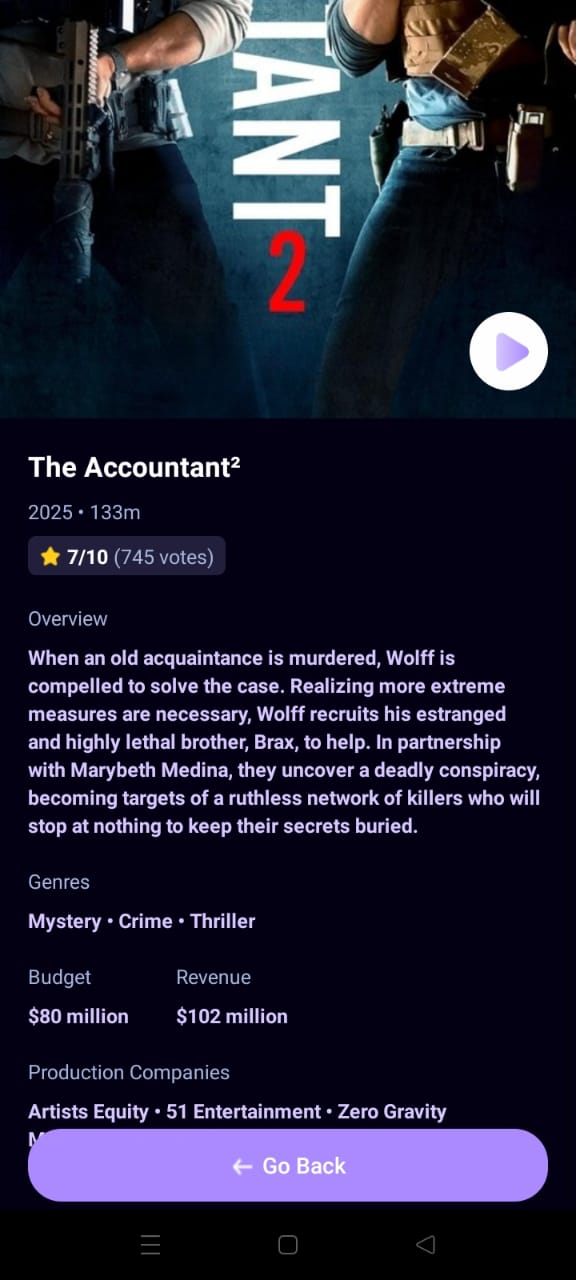 TANT
2
The Accountant²
2025 • 133m
7/10 (745 votes)
Overview
When an old acquaintance is murdered, Wolff is
compelled to solve the case. Realizing more extreme
measures are necessary, Wolff recruits his estranged
and highly lethal brother, Brax, to help. In partnership
with Marybeth Medina, they uncover a deadly conspiracy,
becoming targets of a ruthless network of killers who will
stop at nothing to keep their secrets buried.
Genres
Mystery • Crime • Thriller
Budget Revenue
$80 million $102 million
Production Companies
Artists Equity • 51 Entertainment • Zero Gravity
← Go Back